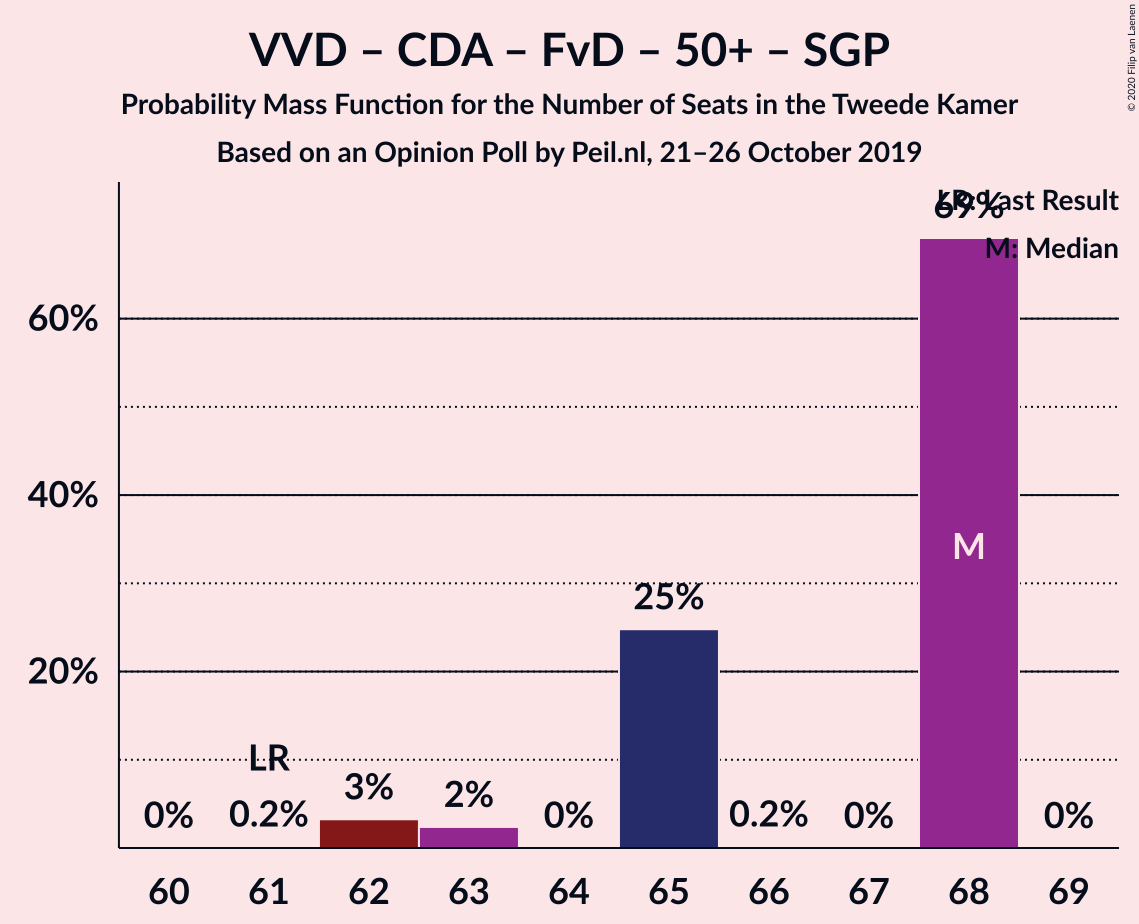 VVD – CDA – FvD – 50+ – SGP
Probability Mass Function for the Number of Seats in the Tweede Kamer
Based on an Opinion Poll by Peil.nl, 21–26 October 2019
© 2020 Filip van Laenen
LR: Last Result
M: Median
69%
60%
40%
20%
M
25%
LR
0%
0.2%
3%
2%
0%
0.2%
0%
0%
60 61 62 63 64 65 66 67 68 69